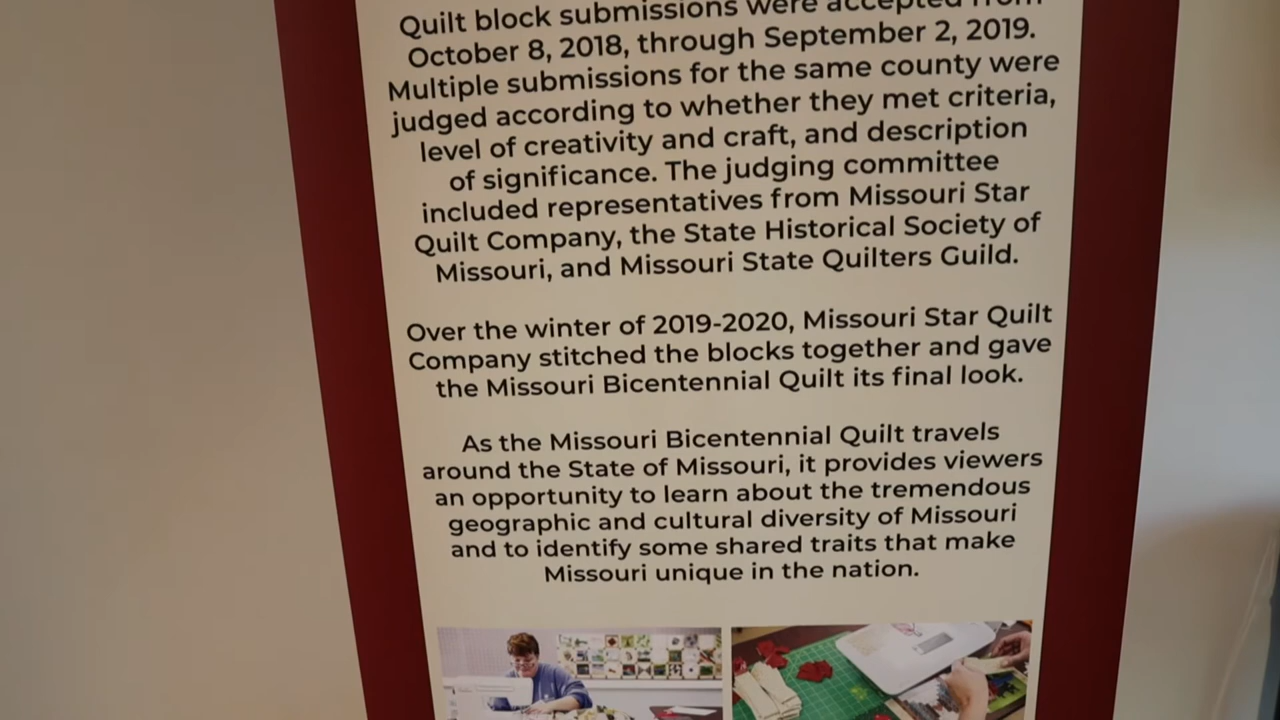 Quilt block submissions were accepted from
October 8, 2018, through September 2, 2019.
Multiple submissions for the same county were
judged according to whether they met criteria,
level of creativity and craft, and description
of significance. The judging committee
included representatives from Missouri Star
Quilt Company, the State Historical Society of
Missouri, and Missouri State Quilters Guild.
Over the winter of 2019-2020, Missouri Star Quilt
Company stitched the blocks together and gave
the Missouri Bicentennial Quilt its final look.
As the Missouri Bicentennial Quilt travels
around the State of Missouri, it provides viewers
an opportunity to learn about the tremendous
geographic and cultural diversity of Missouri
and to identify some shared traits that make
Missouri unique in the nation.